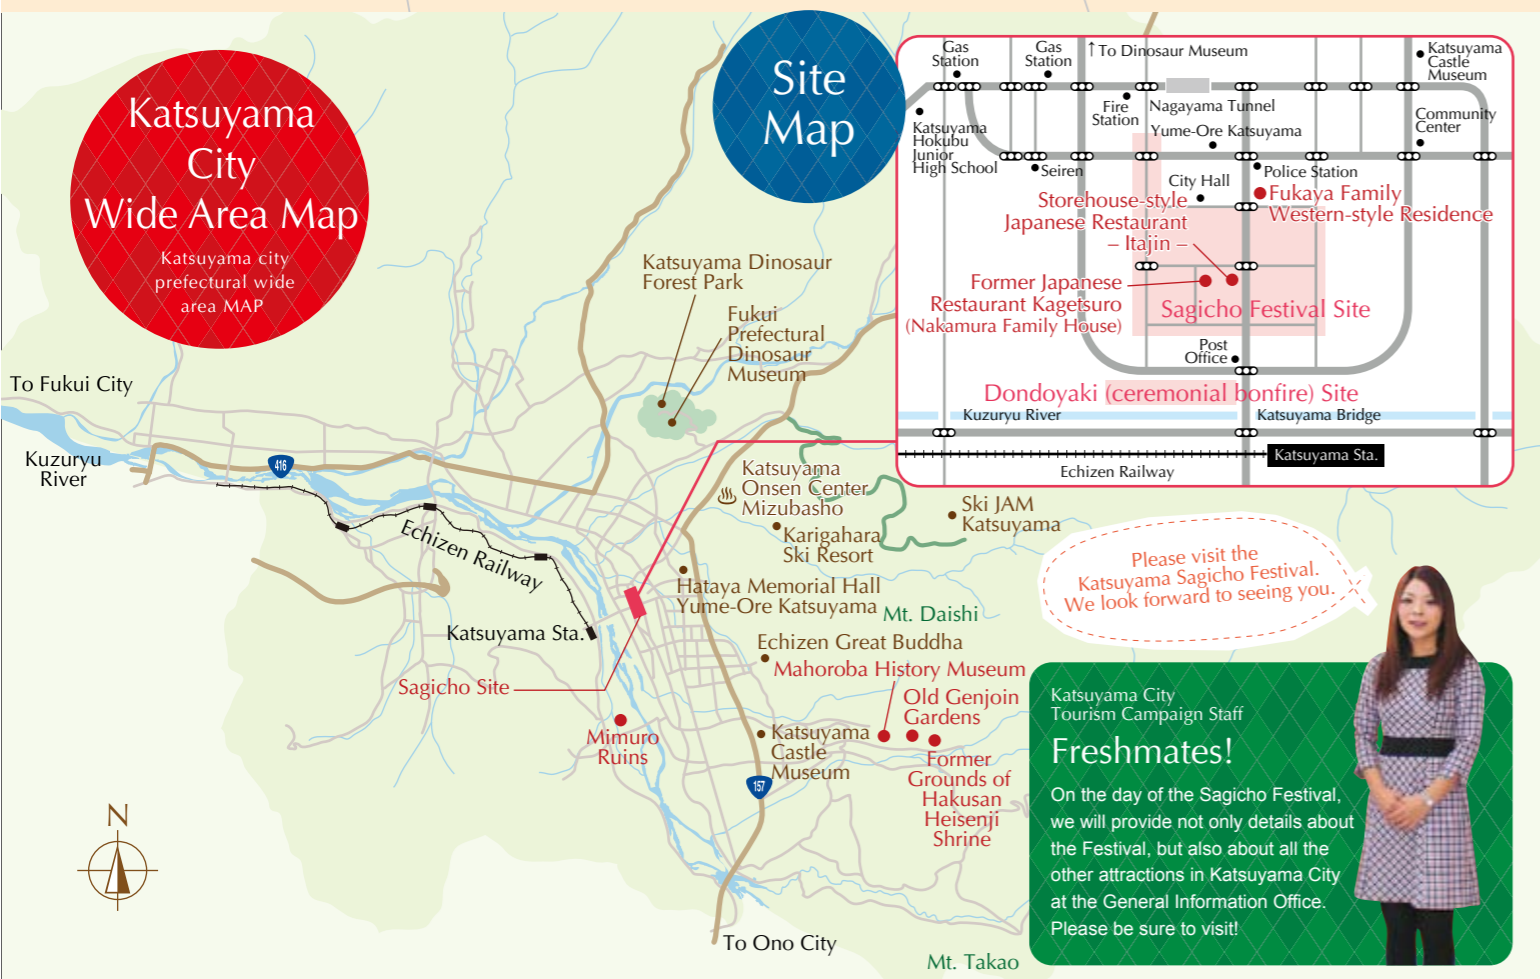 Katsuyama
City
Wide Area Map
Katsuyama city
prefectural wide
area MAP
Site
Map
Gas
Station
Gas
Station
↑To Dinosaur Museum
Katsuyama
Castle
Museum
Fire
Station
Nagayama Tunnel
Katsuyama
Hokubu
Junior
High School
Yume-Ore Katsuyama
Community
Center
Seiren
City Hall
Police Station
Storehouse-style
Japanese Restaurant
– Itajin –
Fukaya Family
Western-style Residence
Former Japanese
Restaurant Kagetsuro
(Nakamura Family House)
Sagicho Festival Site
Post
Office
Dondoyaki (ceremonial bonfire) Site
Kuzuryu River
Katsuyama Bridge
Katsuyama Sta.
Echizen Railway
Katsuyama Dinosaur
Forest Park
Fukui
Prefectural
Dinosaur
Museum
To Fukui City
Kuzuryu
River
416
Echizen Railway
Katsuyama
Onsen Center
Mizubasho
Ski JAM
Katsuyama
Karigahara
Ski Resort
Hataya Memorial Hall
Yume-Ore Katsuyama
Mt. Daishi
Katsuyama Sta.
Echizen Great Buddha
Mahoroba History Museum
Sagicho Site
Old Genjoin
Gardens
Mimuro
Ruins
Katsuyama
Castle
Museum
Former
Grounds of
Hakusan
Heisenji
Shrine
157
N
To Ono City
Mt. Takao
Please visit the
Katsuyama Sagicho Festival.
We look forward to seeing you.
Katsuyama City
Tourism Campaign Staff
Freshmates!
On the day of the Sagicho Festival,
we will provide not only details about
the Festival, but also about all the
other attractions in Katsuyama City
at the General Information Office.
Please be sure to visit!